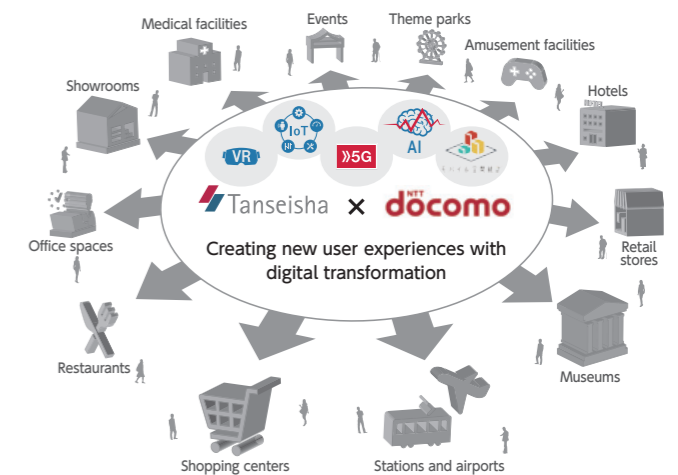 Events
Theme parks
Medical facilities
Amusement facilities
Showrooms
Hotels
VR
IoT
5G
AI
Tanseisha × NTT docomo
Creating new user experiences with
digital transformation
Office spaces
Retail
stores
Restaurants
Museums
Shopping centers
Stations and airports